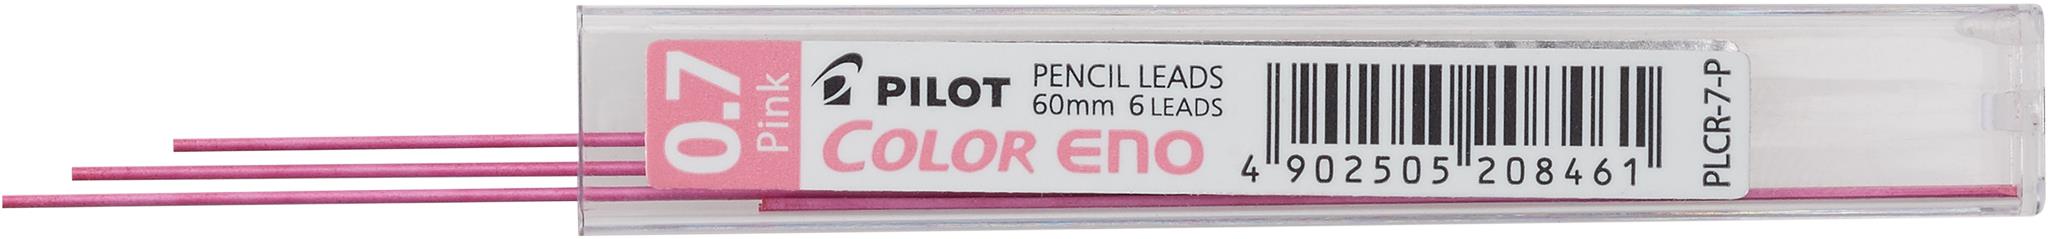 0.7
Pink
PILOT
PENCIL LEADS
60mm 6 LEADS
COLOR ENO
4 902505 208461
PLCR-7-P